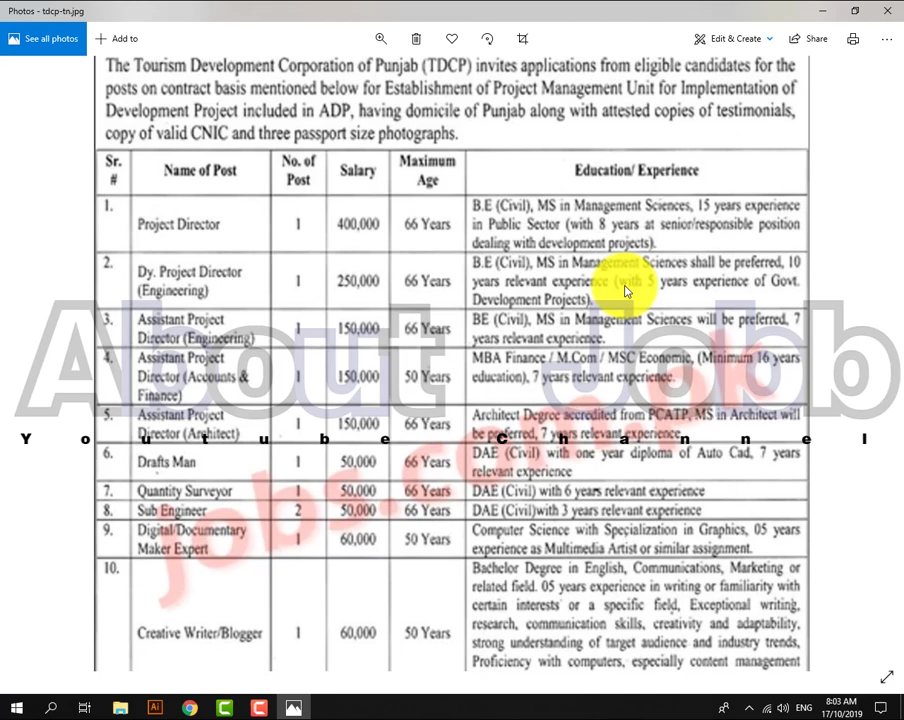 Photos - tdcp-tn.jpg
See all photos
Add to
Edit & Create
Share
The Tourism Development Corporation of Punjab (TDCP) invites applications from eligible candidates for the
posts on contract basis mentioned below for Establishment of Project Management Unit for Implementation of
Development Project included in ADP, having domicile of Punjab along with attested copies of testimonials,
copy of valid CNIC and three passport size photographs.
Sr. # Name of Post No. of Post Salary Maximum Age Education/ Experience
1. Project Director 1 400,000 66 Years B.E (Civil), MS in Management Sciences, 15 years experience
in Public Sector (with 8 years at senior/responsible position
dealing with development projects).
2. Dy. Project Director (Engineering) 1 250,000 66 Years B.E (Civil), MS in Management Sciences shall be preferred, 10
years relevant experience (with 5 years experience of Govt.
Development Projects).
3. Assistant Project Director (Engineering) 1 150,000 66 Years BE (Civil), MS in Management Sciences will be preferred, 7
years relevant experience.
4. Assistant Project Director (Accounts & Finance) 1 150,000 50 Years MBA Finance / M.Com / MSC Economic, (Minimum 16 years
education), 7 years relevant experience.
5. Assistant Project Director (Architect) 1 150,000 66 Years Architect Degree accredited from PCATP, MS in Architect will
be preferred, 7 years relevant experience
6. Drafts Man 1 50,000 66 Years DAE (Civil) with one year diploma of Auto Cad, 7 years
relevant experience
7. Quantity Surveyor 1 50,000 66 Years DAE (Civil) with 6 years relevant experience
8. Sub Engineer 2 50,000 66 Years DAE (Civil)with 3 years relevant experience
9. Digital/Documentary Maker Expert 1 60,000 50 Years Computer Science with Specialization in Graphics, 05 years
experience as Multimedia Artist or similar assignment.
10. Creative Writer/Blogger 1 60,000 50 Years Bachelor Degree in English, Communications, Marketing or
related field. 05 years experience in writing or familiarity with
certain interests or a specific field, Exceptional writing,
research, communication skills, creativity and adaptability,
strong understanding of target audience and industry trends,
Proficiency with computers, especially content management
About Jobb
Youtube Channel
jobs.com.pk
ENG
8:03 AM
17/10/2019